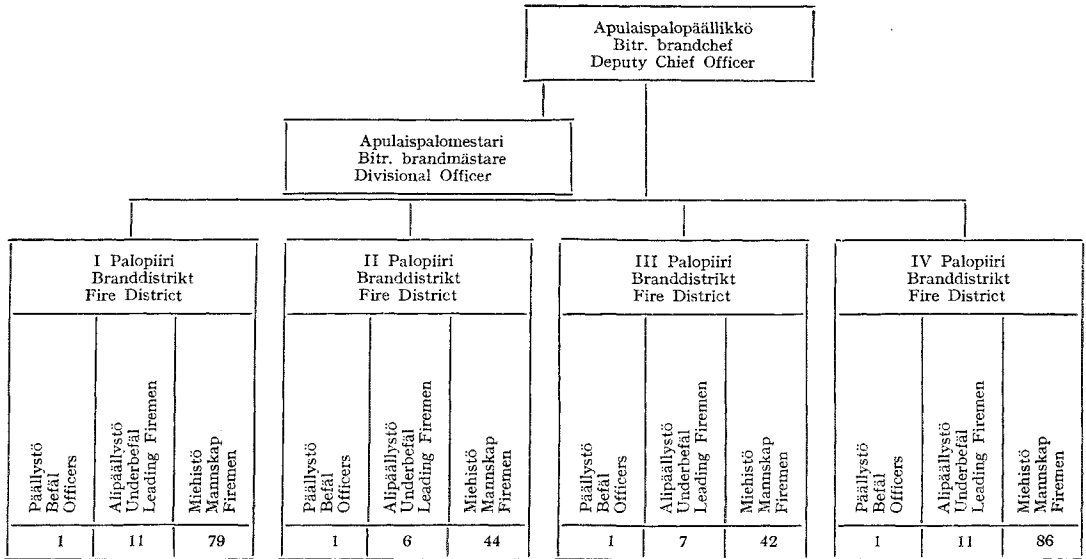 Apulaispalopäällikkö
Bitr. brandchef
Deputy Chief Officer
Apulaispalomestari
Bitr. brandmästare
Divisional Officer
I Palopiiri
Branddistrikt
Fire District
Päällystö
Befäl
Officers
Alipäällystö
Underbefäl
Leading Firemen
Miehistö
Mannskap
Firemen
1 11 79
II Palopiiri
Branddistrikt
Fire District
Päällystö
Befäl
Officers
Alipäällystö
Underbefäl
Leading Firemen
Miehistö
Mannskap
Firemen
1 6 44
III Palopiiri
Branddistrikt
Fire District
Päällystö
Befäl
Officers
Alipäällystö
Underbefäl
Leading Firemen
Miehistö
Mannskap
Firemen
1 7 42
IV Palopiiri
Branddistrikt
Fire District
Päällystö
Befäl
Officers
Alipäällystö
Underbefäl
Leading Firemen
Miehistö
Mannskap
Firemen
1 11 86